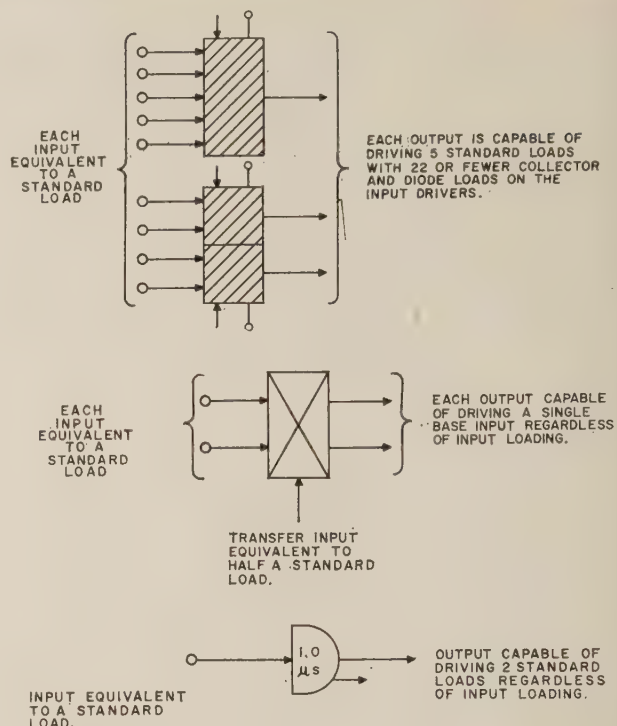 EACH
INPUT
EQUIVALENT
TO A
STANDARD
LOAD
EACH OUTPUT IS CAPABLE OF
DRIVING 5 STANDARD LOADS
WITH 22 OR FEWER COLLECTOR
AND DIODE LOADS ON THE
INPUT DRIVERS.
EACH
INPUT
EQUIVALENT
TO A
STANDARD
LOAD
EACH OUTPUT CAPABLE
OF DRIVING A SINGLE
BASE INPUT REGARDLESS
OF INPUT LOADING.
TRANSFER INPUT
EQUIVALENT TO
HALF A STANDARD
LOAD.
1.0
μs
OUTPUT CAPABLE OF
DRIVING 2 STANDARD
LOADS REGARDLESS
OF INPUT LOADING.
INPUT EQUIVALENT
TO A STANDARD
LOAD.